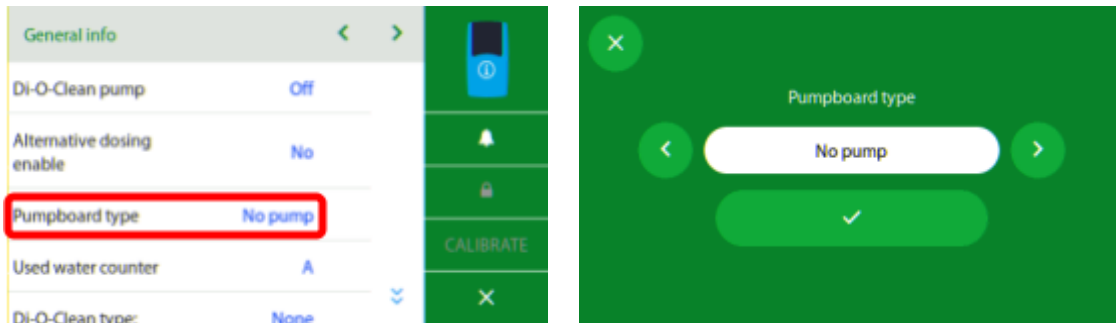 General info
Di-O-Clean pump Off
Alternative dosing
enable No
Pumpboard type No pump
Used water counter A
Di-O-Clean type: None
CALIBRATE
Pumpboard type
No pump